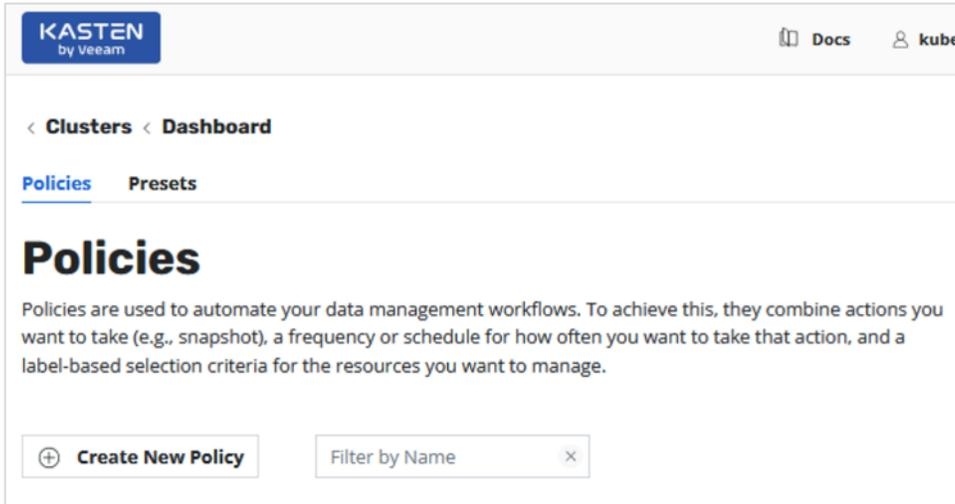 KASTEN
by Veeam
Docs
Clusters Dashboard
Policies Presets
Policies
Policies are used to automate your data management workflows. To achieve this, they combine actions you
want to take (e.g., snapshot), a frequency or schedule for how often you want to take that action, and a
label-based selection criteria for the resources you want to manage.
Create New Policy Filter by Name